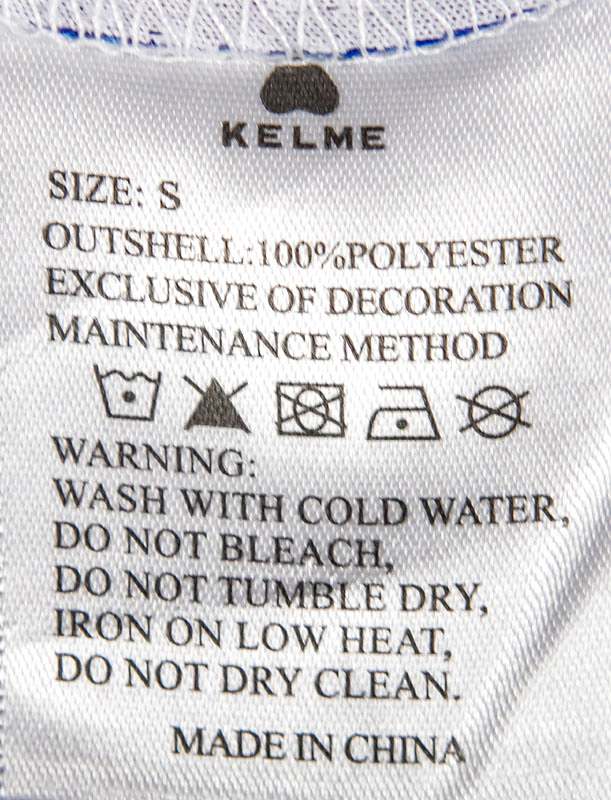 KELME
SIZE: S
OUTSHELL:100%POLYESTER
EXCLUSIVE OF DECORATION
MAINTENANCE METHOD
WARNING:
WASH WITH COLD WATER,
DO NOT BLEACH,
DO NOT TUMBLE DRY,
IRON ON LOW HEAT,
DO NOT DRY CLEAN.
MADE IN CHINA